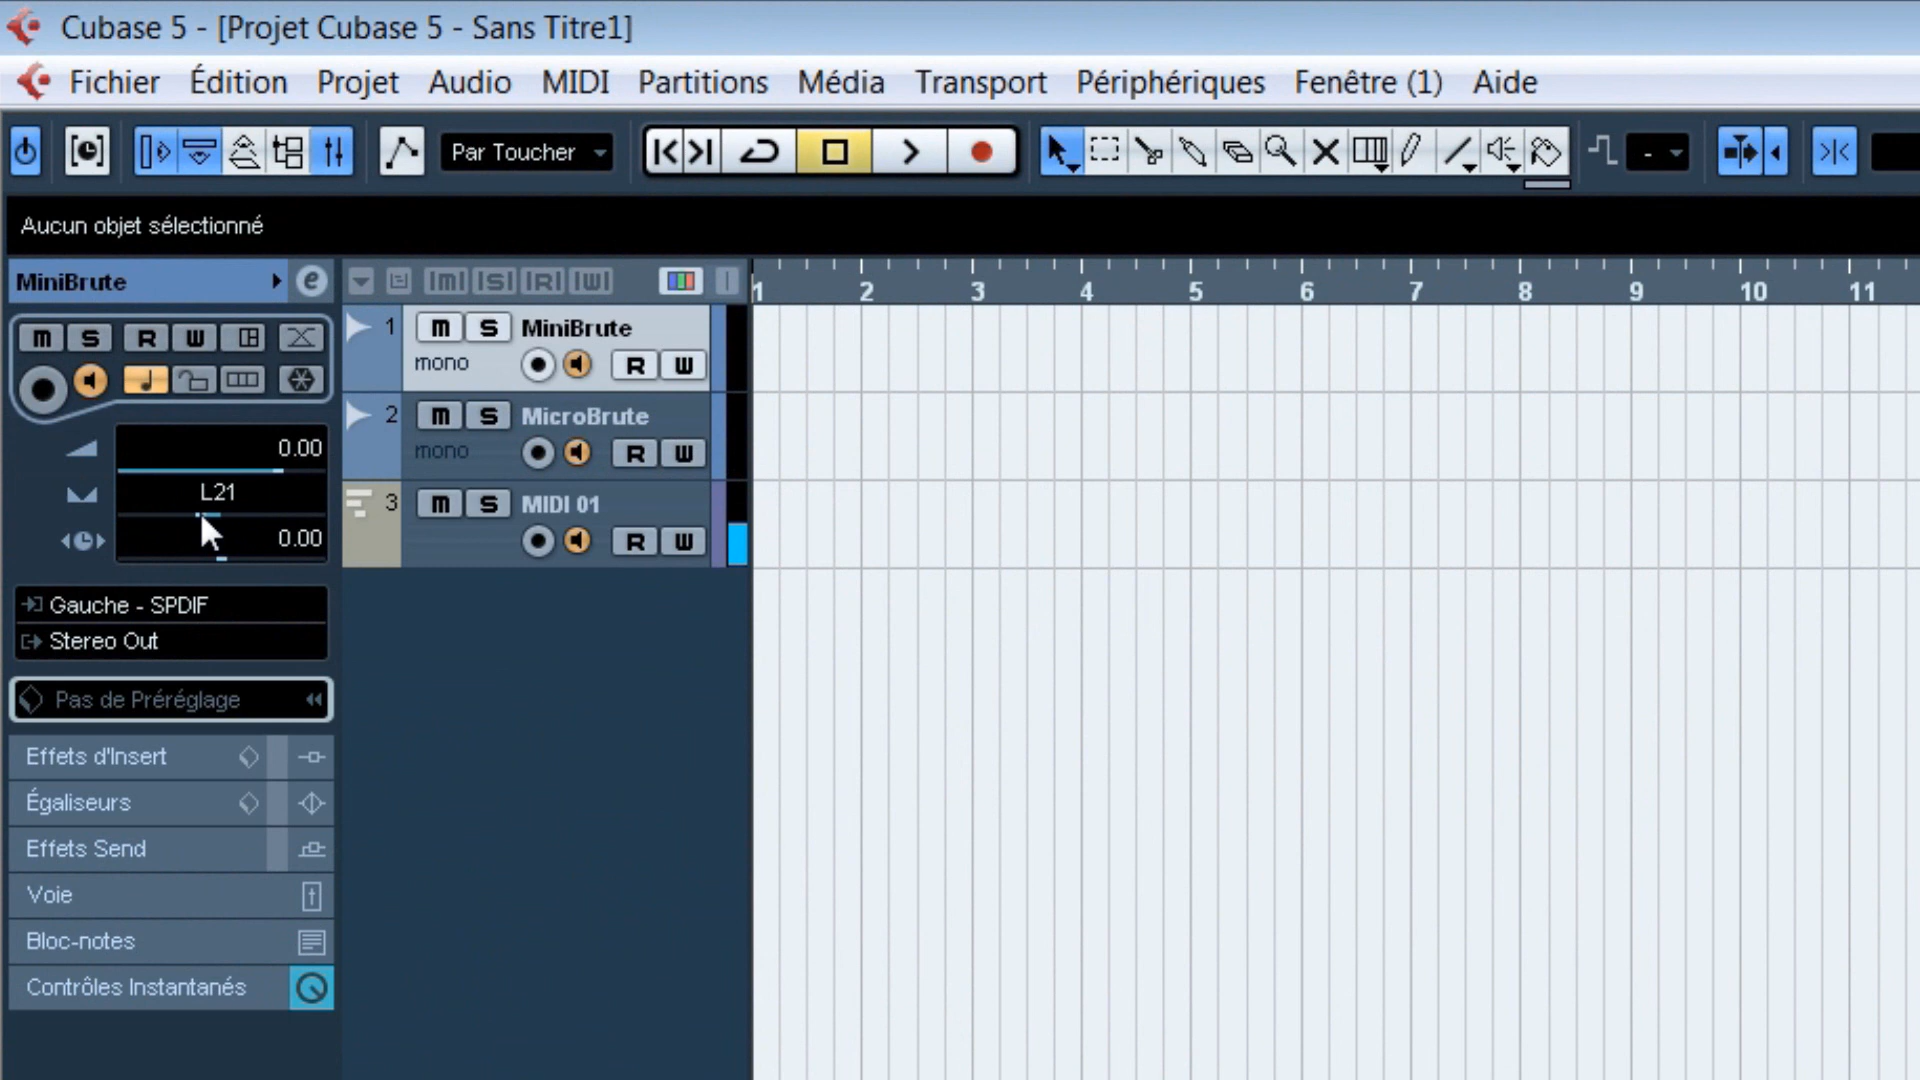 Cubase 5 - [Projet Cubase 5 - Sans Titre1]
Fichier Édition Projet Audio MIDI Partitions Média Transport Périphériques Fenêtre (1) Aide
Par Toucher -
Aucun objet sélectionné
MiniBrute e
M S R W
0.00
L21
0.00
Gauche - SPDIF
Stereo Out
Pas de Préréglage
Effets d'Insert
Égaliseurs
Effets Send
Voie
Bloc-notes
Contrôles Instantanés
M S R W
1 M S MiniBrute
mono R W
2 M S MicroBrute
mono R W
3 M S MIDI 01
R W
1 2 3 4 5 6 7 8 9 10 11